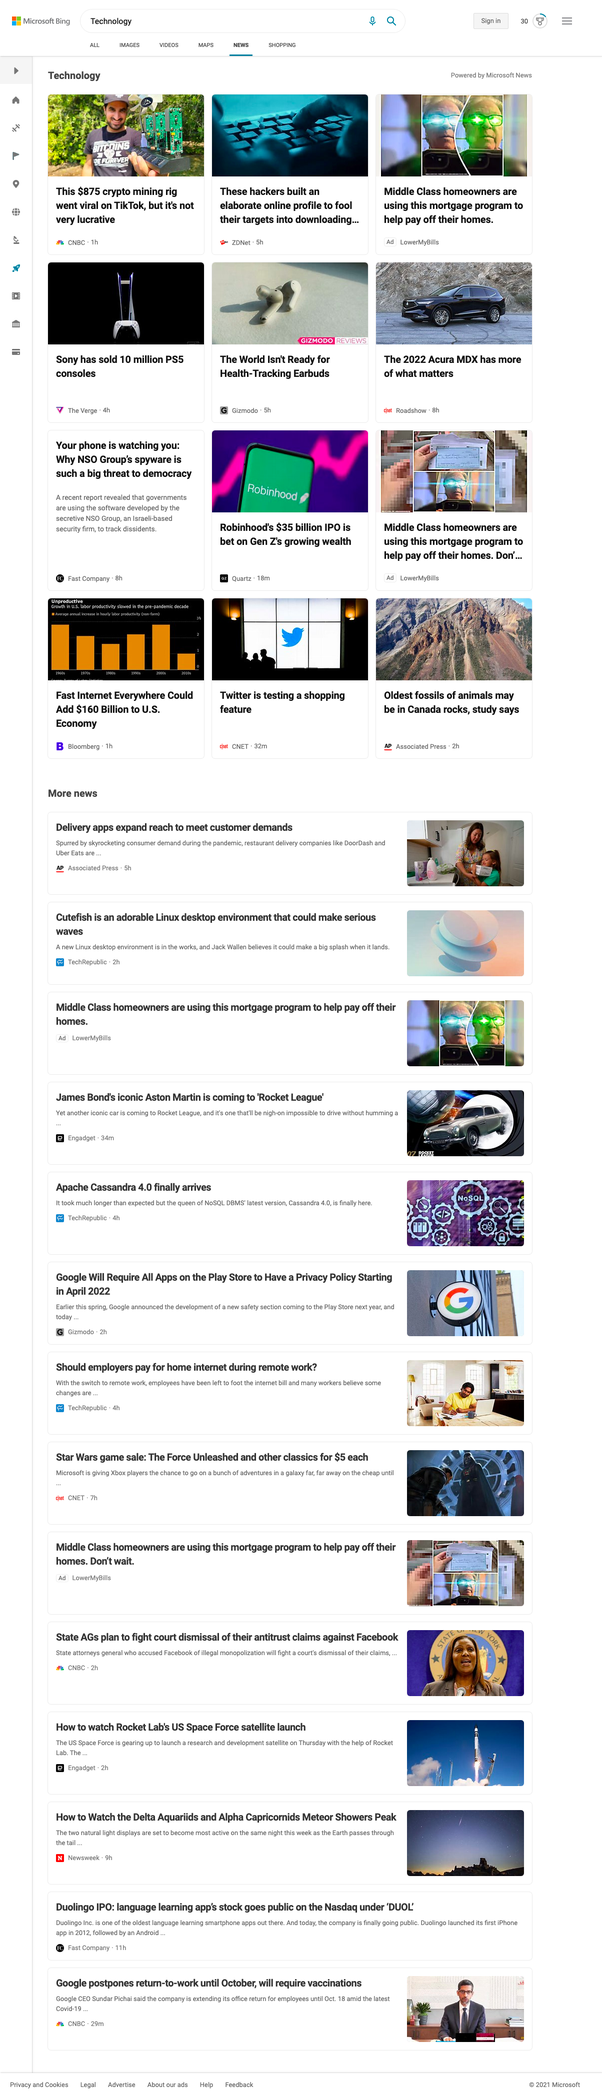 Microsoft Bing
Technology
Sign in
30
ALL IMAGES VIDEOS MAPS NEWS SHOPPING
Technology
Powered by Microsoft News
This $875 crypto mining rig
went viral on TikTok, but it's not
very lucrative
CNBC · 1h
These hackers built an
elaborate online profile to fool
their targets into downloading...
ZDNet · 5h
Middle Class homeowners are
using this mortgage program to
help pay off their homes.
Ad LowerMyBills
Sony has sold 10 million PS5
consoles
The Verge · 4h
GIZMODO REVIEWS
The World Isn't Ready for
Health-Tracking Earbuds
Gizmodo · 5h
The 2022 Acura MDX has more
of what matters
Roadshow · 8h
Your phone is watching you:
Why NSO Group's spyware is
such a big threat to democracy
A recent report revealed that governments
are using the software developed by the
secretive NSO Group, an Israeli-based
security firm, to track dissidents.
Fast Company · 8h
Robinhood
Robinhood's $35 billion IPO is
bet on Gen Z's growing wealth
Quartz · 18m
Middle Class homeowners are
using this mortgage program to
help pay off their homes. Don'...
Ad LowerMyBills
Unproductive
Growth in U.S. labor productivity slowed in the pre-pandemic decade
Fast Internet Everywhere Could
Add $160 Billion to U.S.
Economy
Bloomberg · 1h
Twitter is testing a shopping
feature
CNET · 32m
Oldest fossils of animals may
be in Canada rocks, study says
AP Associated Press · 2h
More news
Delivery apps expand reach to meet customer demands
Spurred by skyrocketing consumer demand during the pandemic, restaurant delivery companies like DoorDash and
Uber Eats are ...
AP Associated Press · 5h
Cutefish is an adorable Linux desktop environment that could make serious
waves
A new Linux desktop environment is in the works, and Jack Wallen believes it could make a big splash when it lands.
TechRepublic · 2h
Middle Class homeowners are using this mortgage program to help pay off their
homes.
Ad LowerMyBills
James Bond's iconic Aston Martin is coming to 'Rocket League'
Yet another iconic car is coming to Rocket League, and it's one that'll be nigh-on impossible to drive without humming a
...
Engadget · 34m
Apache Cassandra 4.0 finally arrives
It took much longer than expected but the queen of NoSQL DBMS' latest version, Cassandra 4.0, is finally here.
TechRepublic · 4h
NoSQL
Google Will Require All Apps on the Play Store to Have a Privacy Policy Starting
in April 2022
Earlier this spring, Google announced the development of a new safety section coming to the Play Store next year, and
today ...
Gizmodo · 2h
Should employers pay for home internet during remote work?
With the switch to remote work, employees have been left to foot the internet bill and many workers believe some
changes are ...
TechRepublic · 4h
Star Wars game sale: The Force Unleashed and other classics for $5 each
Microsoft is giving Xbox players the chance to go on a bunch of adventures in a galaxy far, far away on the cheap until
...
CNET · 7h
Middle Class homeowners are using this mortgage program to help pay off their
homes. Don't wait.
Ad LowerMyBills
State AGs plan to fight court dismissal of their antitrust claims against Facebook
State attorneys general who accused Facebook of illegal monopolization will fight a court's dismissal of their claims, ...
CNBC · 2h
How to watch Rocket Lab's US Space Force satellite launch
The US Space Force is gearing up to launch a research and development satellite on Thursday with the help of Rocket
Lab. The ...
Engadget · 2h
How to Watch the Delta Aquariids and Alpha Capricornids Meteor Showers Peak
The two natural light displays are set to become most active on the same night this week as the Earth passes through
the tail ...
Newsweek · 9h
Duolingo IPO: language learning app's stock goes public on the Nasdaq under 'DUOL'
Duolingo Inc. is one of the oldest language learning smartphone apps out there. And today, the company is finally going public. Duolingo launched its first iPhone
app in 2012, followed by an Android ...
Fast Company · 11h
Google postpones return-to-work until October, will require vaccinations
Google CEO Sundar Pichai said the company is extending its office return for employees until Oct. 18 amid the latest
Covid-19 ...
CNBC · 29m
Privacy and Cookies Legal Advertise About our ads Help Feedback
© 2021 Microsoft